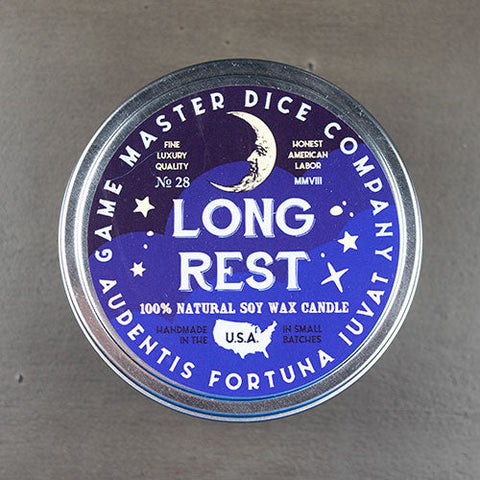 GAME MASTER DICE COMPANY
FINE
LUXURY
QUALITY
No 28
HONEST
AMERICAN
LABOR
MMVIII
LONG
REST
100% NATURAL SOY WAX CANDLE
HANDMADE
IN THE
U.S.A.
IN SMALL
BATCHES
AUDENTIS FORTUNA IUVAT